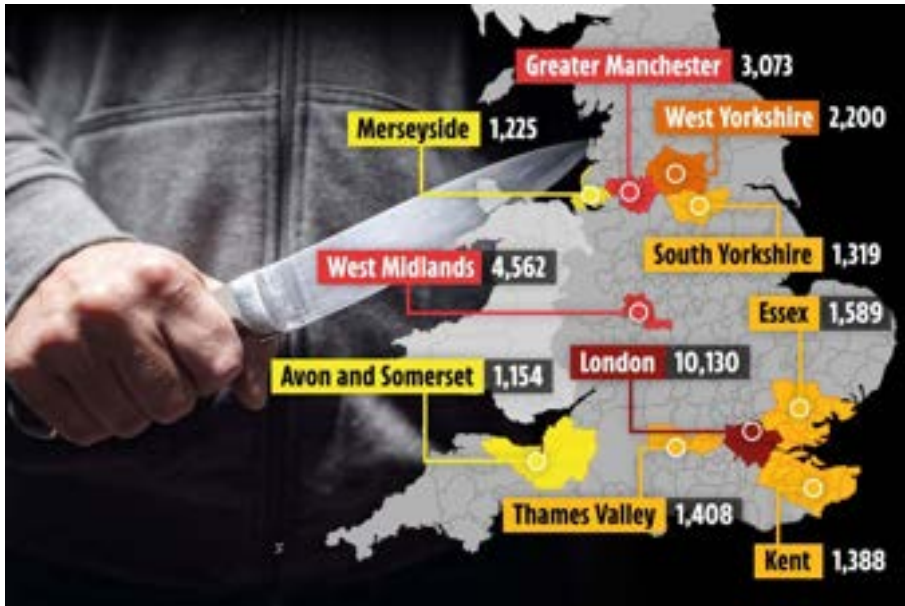 Greater Manchester 3,073
West Yorkshire 2,200
Merseyside 1,225
South Yorkshire 1,319
West Midlands 4,562
Essex 1,589
London 10,130
Avon and Somerset 1,154
Thames Valley 1,408
Kent 1,388